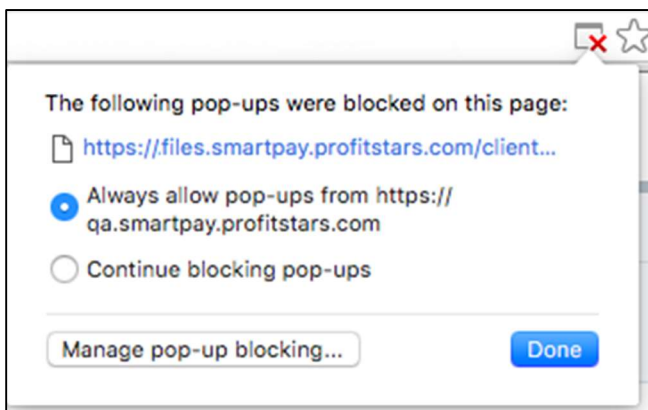 The following pop-ups were blocked on this page:
https://files.smartpay.profitstars.com/client...
Always allow pop-ups from https://
qa.smartpay.profitstars.com
Continue blocking pop-ups
Manage pop-up blocking...
Done